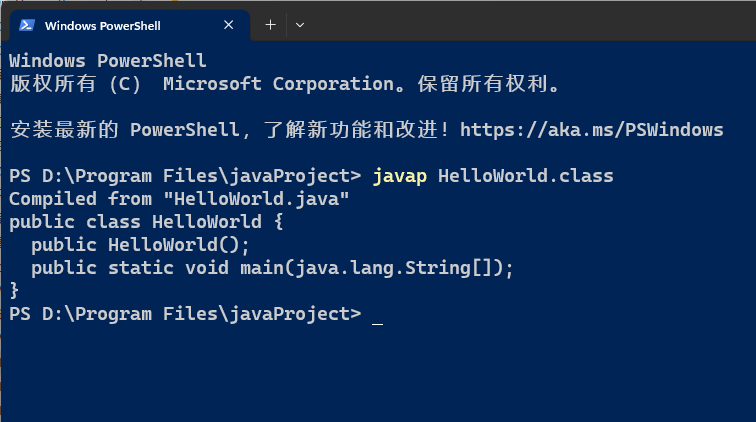 Windows PowerShell
Windows PowerShell
版权所有 (C) Microsoft Corporation。保留所有权利。
安装最新的 PowerShell，了解新功能和改进！https://aka.ms/PSWindows
PS D:\Program Files\javaProject> javap HelloWorld.class
Compiled from "HelloWorld.java"
public class HelloWorld {
  public HelloWorld();
  public static void main(java.lang.String[]);
}
PS D:\Program Files\javaProject> _